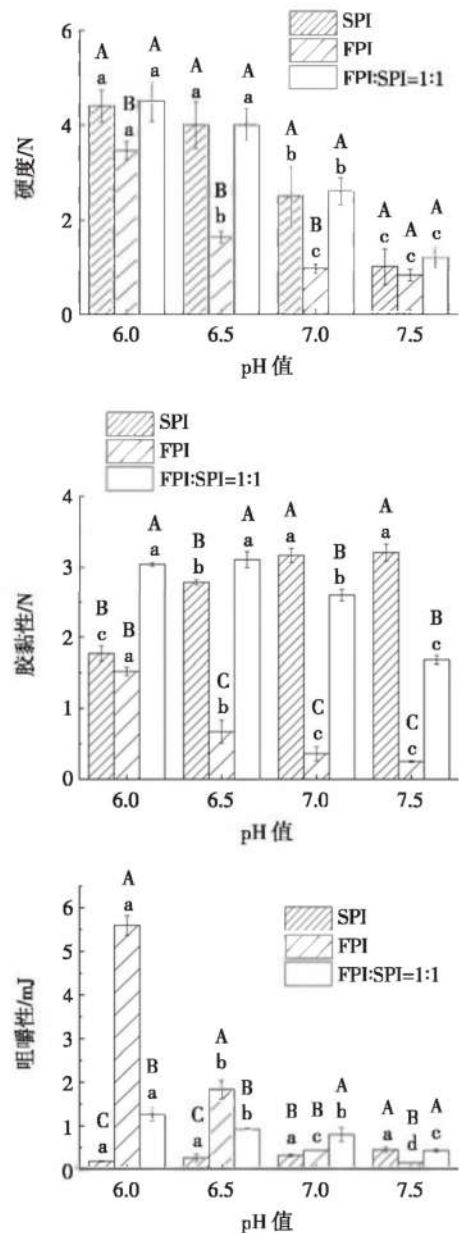 SPI
FPI
FPI:SPI=1:1
硬度/N
6
4
2
0
A A A A A A A
a B a a a A A
a B b B b A A A
b c c c c
6.0 6.5 7.0 7.5
pH 值
SPI
FPI
FPI:SPI=1:1
胶黏性/N
4
3
2
1
0
A B A A B A
B B a b a a b a B
c a C C C c
b c c
6.0 6.5 7.0 7.5
pH 值
SPI
FPI
FPI:SPI=1:1
咀嚼性/mJ
6
5
4
3
2
1
0
A
a
B A A
C a C b B B B b A B A
a a b a c a d c
6.0 6.5 7.0 7.5
pH 值